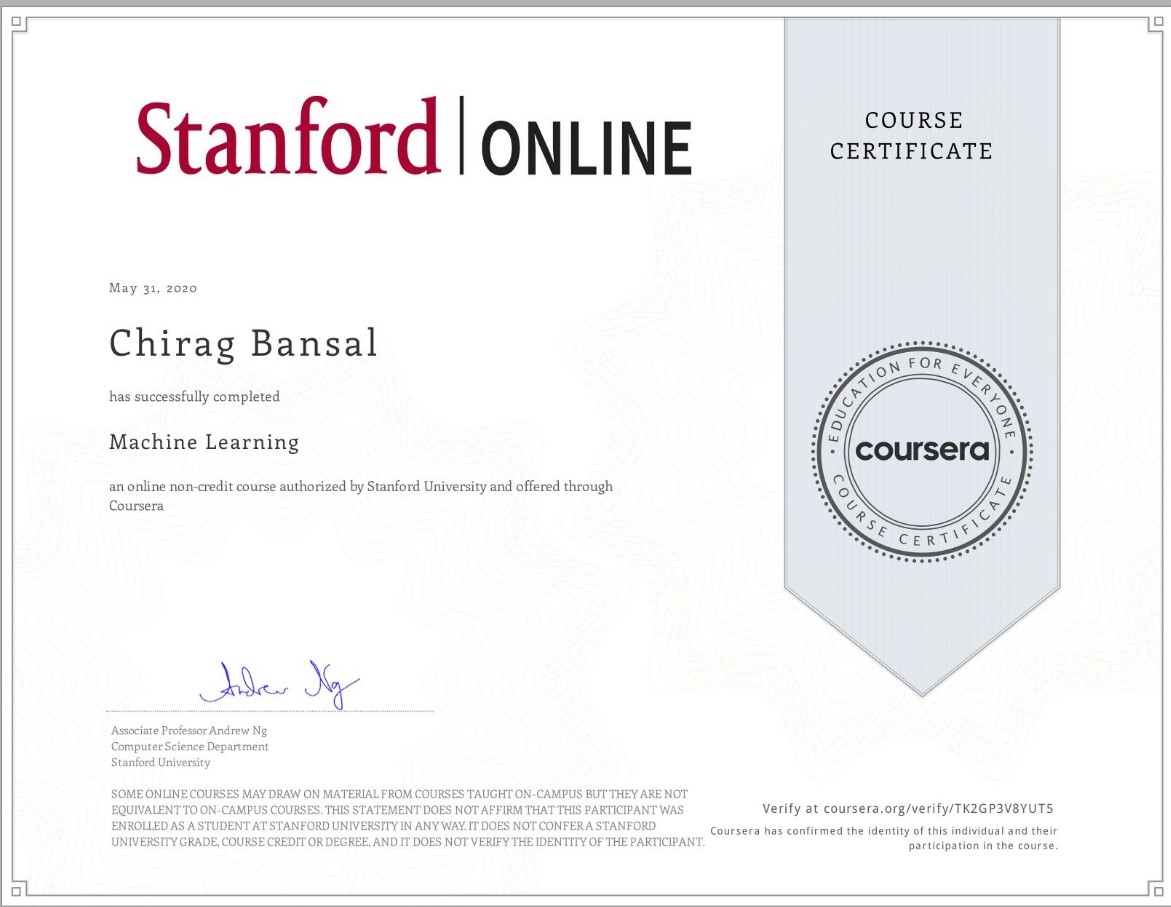 Stanford | ONLINE
COURSE
CERTIFICATE
May 31, 2020
Chirag Bansal
has successfully completed
Machine Learning
an online non-credit course authorized by Stanford University and offered through
Coursera
EDUCATION FOR EVERYONE
coursera
COURSE CERTIFICATE
Andrew Ng
Associate Professor Andrew Ng
Computer Science Department
Stanford University
SOME ONLINE COURSES MAY DRAW ON MATERIAL FROM COURSES TAUGHT ON-CAMPUS BUT THEY ARE NOT
EQUIVALENT TO ON-CAMPUS COURSES. THIS STATEMENT DOES NOT AFFIRM THAT THIS PARTICIPANT WAS
ENROLLED AS A STUDENT AT STANFORD UNIVERSITY IN ANY WAY. IT DOES NOT CONFER A STANFORD
UNIVERSITY GRADE, COURSE CREDIT OR DEGREE, AND IT DOES NOT VERIFY THE IDENTITY OF THE PARTICIPANT.
Verify at coursera.org/verify/TK2GP3V8YUT5
Coursera has confirmed the identity of this individual and their
participation in the course.